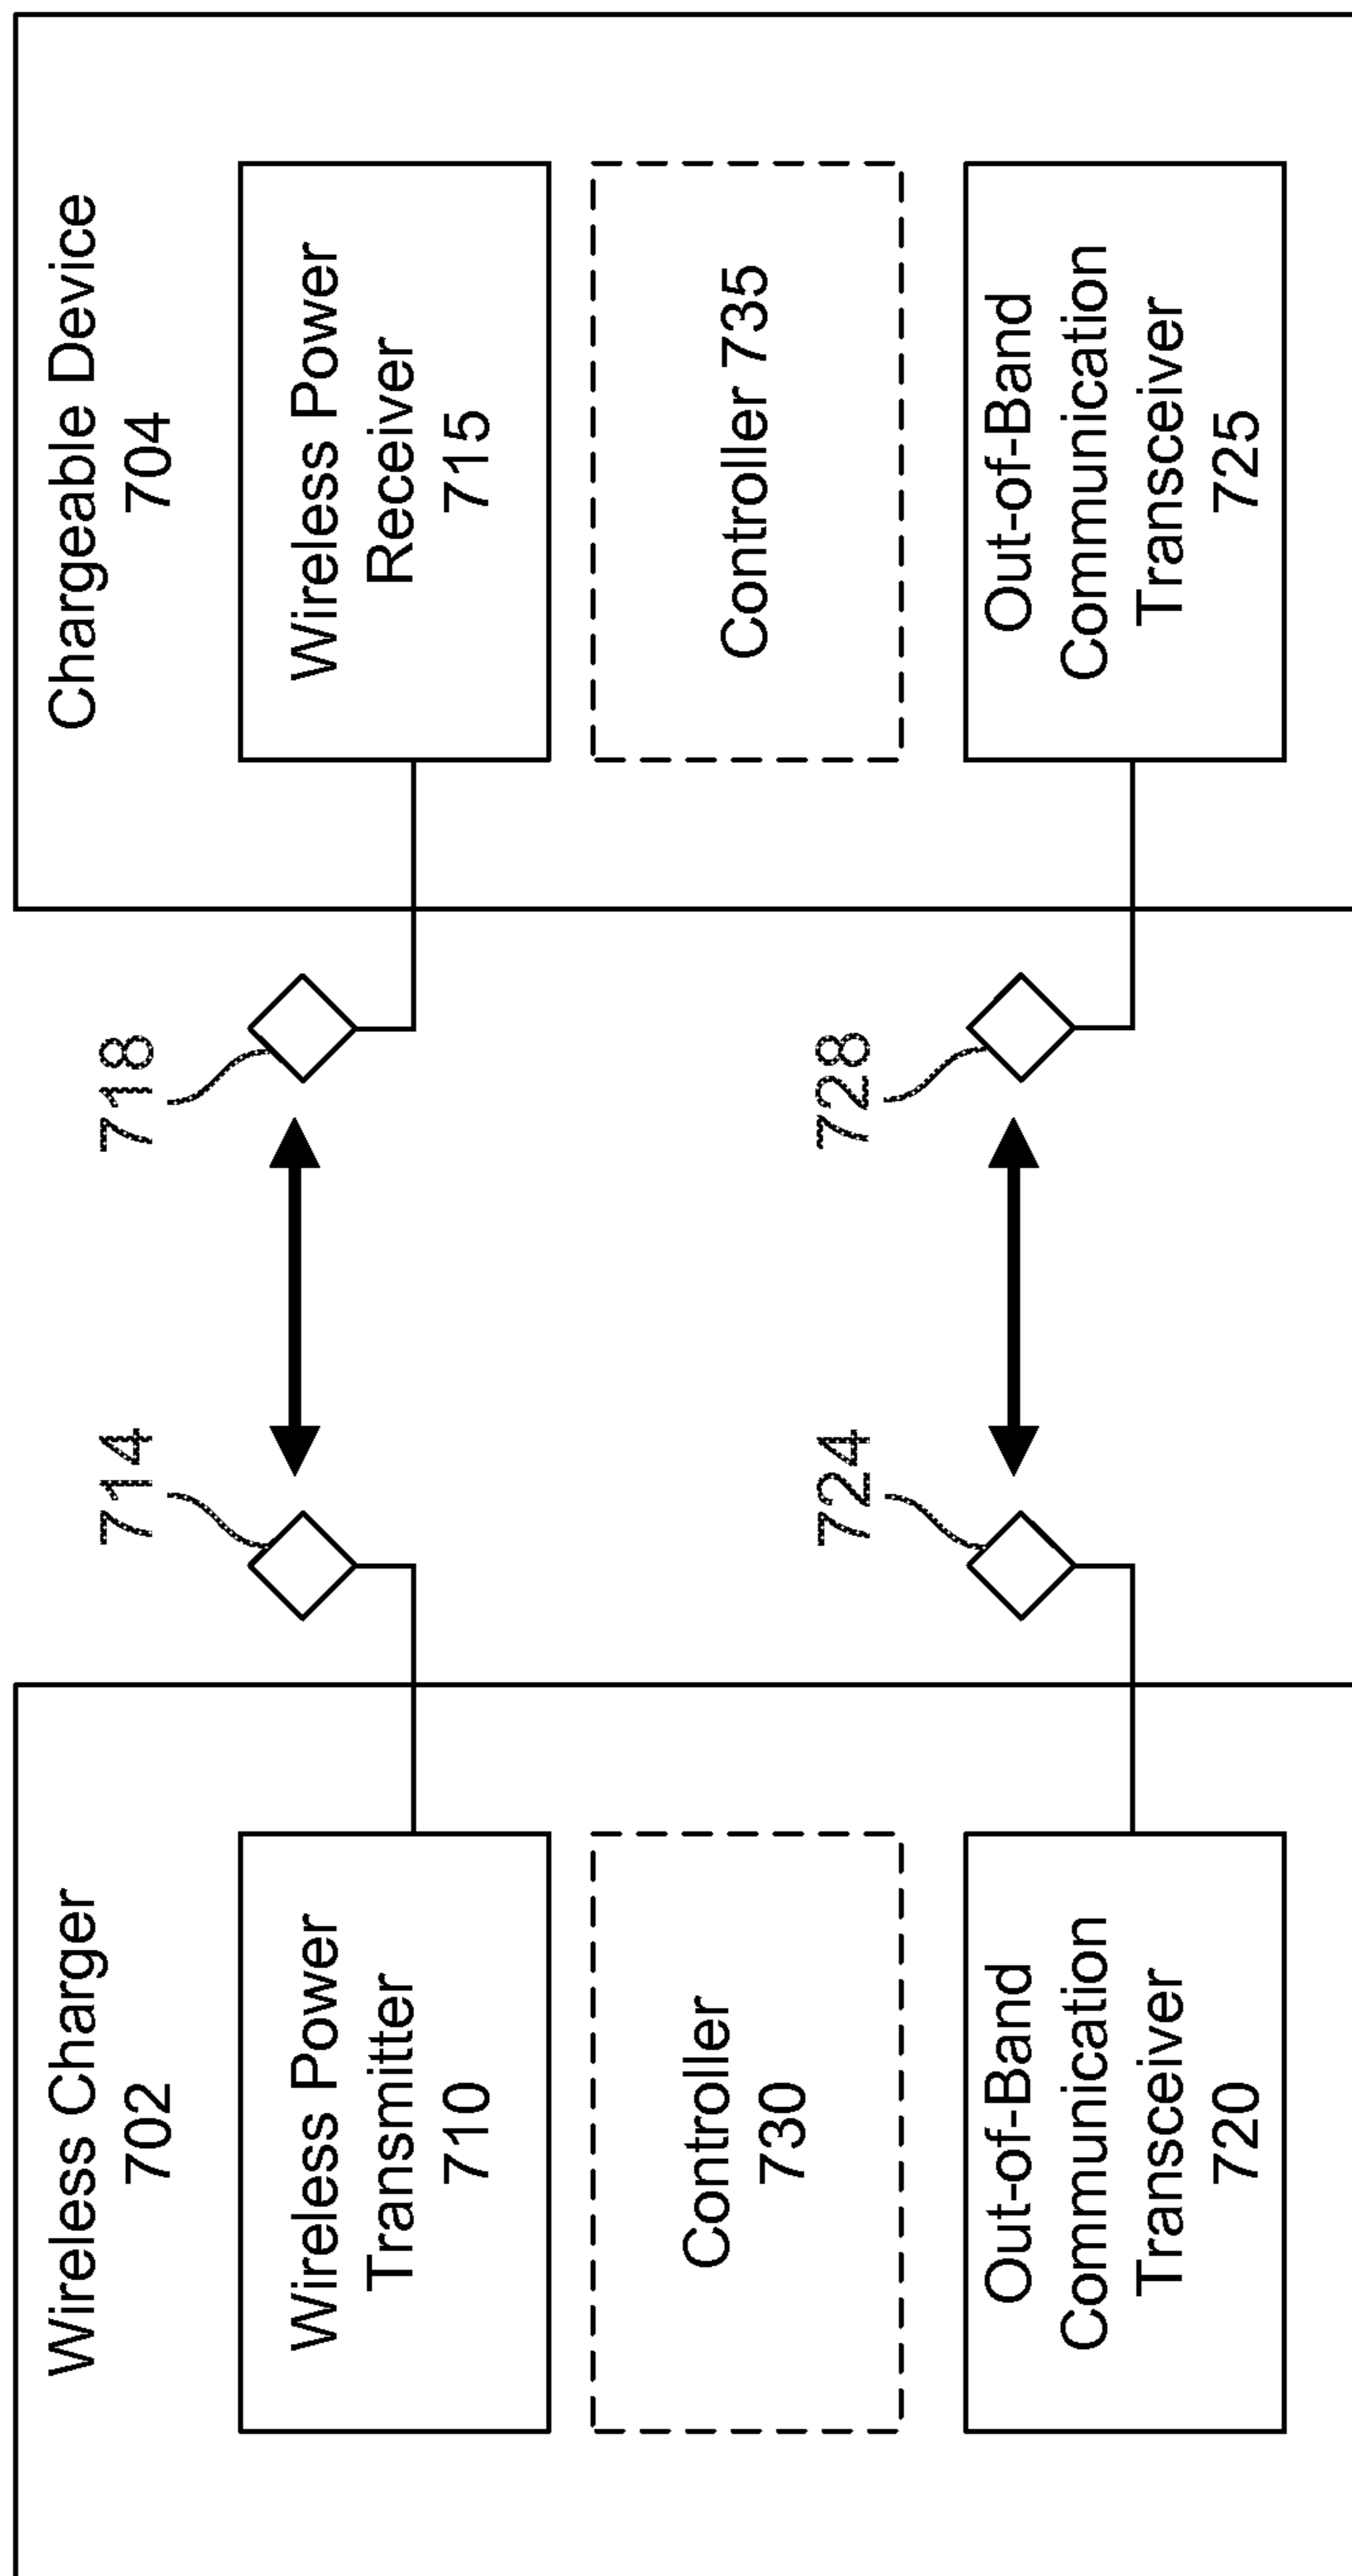 Wireless Charger
702
Wireless Power
Transmitter
710
Controller
730
Out-of-Band
Communication
Transceiver
720
714
718
724
728
Chargeable Device
704
Wireless Power
Receiver
715
Controller 735
Out-of-Band
Communication
Transceiver
725